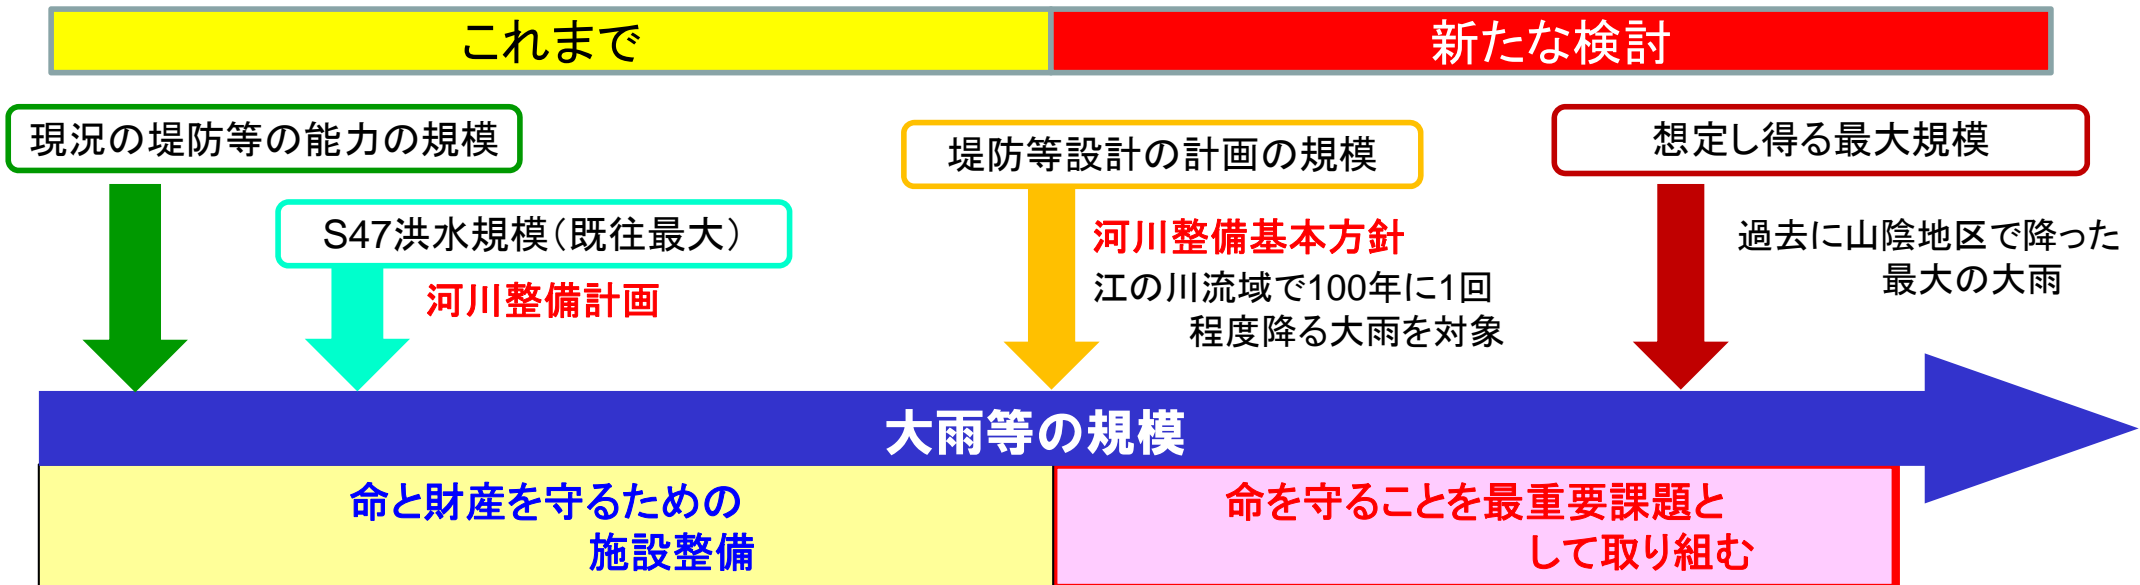 これまで
新たな検討
現況の堤防等の能力の規模
S47洪水規模（既往最大）
河川整備計画
堤防等設計の計画の規模
河川整備基本方針
江の川流域で100年に1回
程度降る大雨を対象
想定し得る最大規模
過去に山陰地区で降った
最大の大雨
大雨等の規模
命と財産を守るための
施設整備
命を守ることを最重要課題と
して取り組む